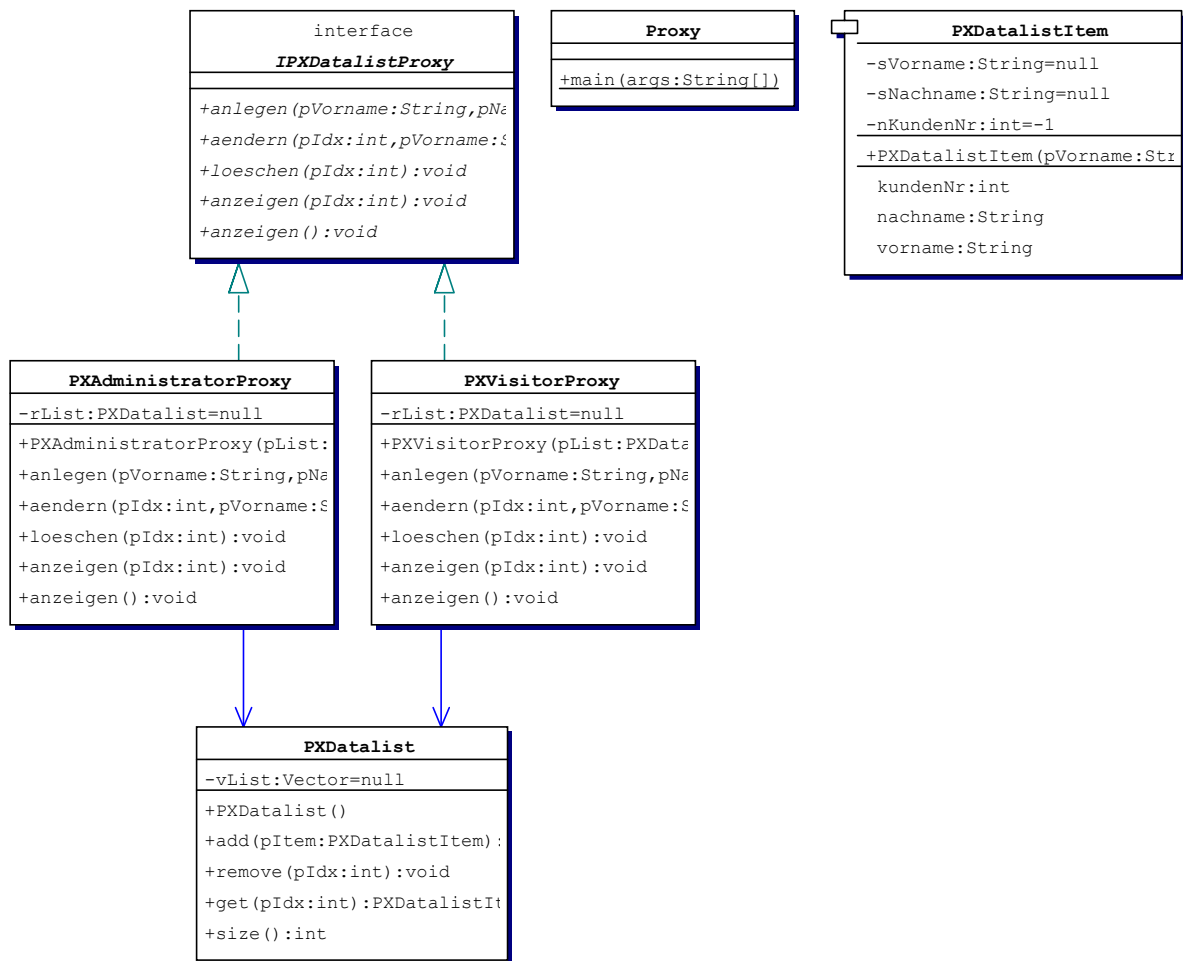 interface
IPXDatalistProxy
+anlegen(pVorname:String,pNa
+aendern(pIdx:int,pVorname:S
+loeschen(pIdx:int):void
+anzeigen(pIdx:int):void
+anzeigen():void
Proxy
+main(args:String[])
PXDatalistItem
-sVorname:String=null
-sNachname:String=null
-nKundenNr:int=-1
+PXDatalistItem(pVorname:Str
kundenNr:int
nachname:String
vorname:String
PXAdministratorProxy
-rList:PXDatalist=null
+PXAdministratorProxy(pList:
+anlegen(pVorname:String,pNa
+aendern(pIdx:int,pVorname:S
+loeschen(pIdx:int):void
+anzeigen(pIdx:int):void
+anzeigen():void
PXVisitorProxy
-rList:PXDatalist=null
+PXVisitorProxy(pList:PXData
+anlegen(pVorname:String,pNa
+aendern(pIdx:int,pVorname:S
+loeschen(pIdx:int):void
+anzeigen(pIdx:int):void
+anzeigen():void
PXDatalist
-vList:Vector=null
+PXDatalist()
+add(pItem:PXDatalistItem):
+remove(pIdx:int):void
+get(pIdx:int):PXDatalistIt
+size():int